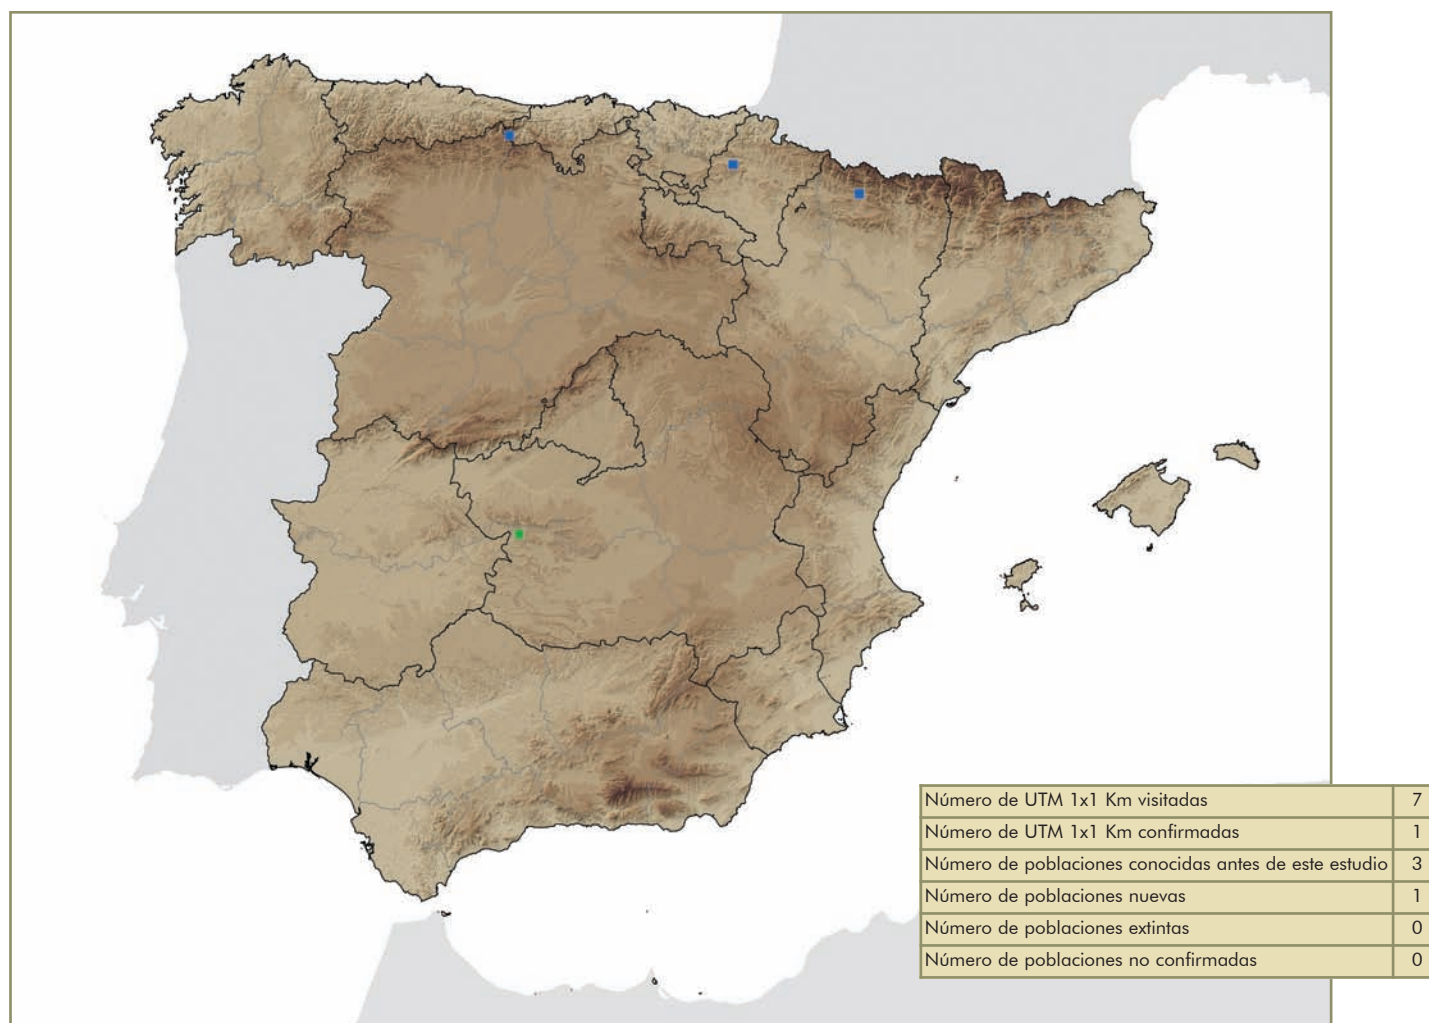 Número de UTM 1x1 Km visitadas 7
Número de UTM 1x1 Km confirmadas 1
Número de poblaciones conocidas antes de este estudio 3
Número de poblaciones nuevas 1
Número de poblaciones extintas 0
Número de poblaciones no confirmadas 0